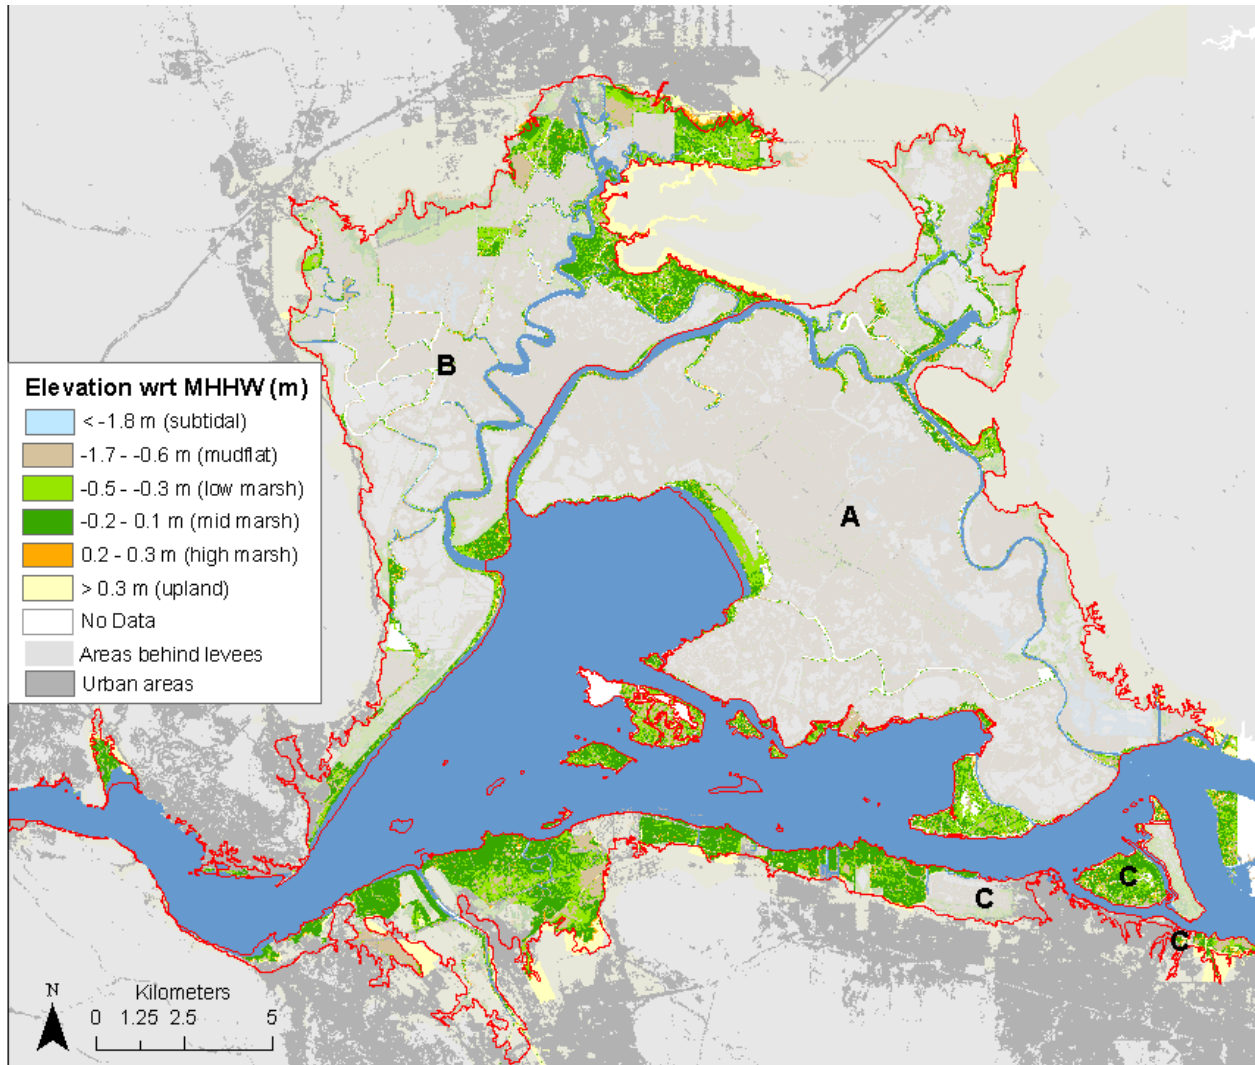 B
Elevation wrt MHHW (m)
< -1.8 m (subtidal)
-1.7 - -0.6 m (mudflat)
-0.5 - -0.3 m (low marsh)
-0.2 - 0.1 m (mid marsh)
0.2 - 0.3 m (high marsh)
> 0.3 m (upland)
No Data
Areas behind levees
Urban areas
A
C
C
C
N
Kilometers
0 1.25 2.5 5